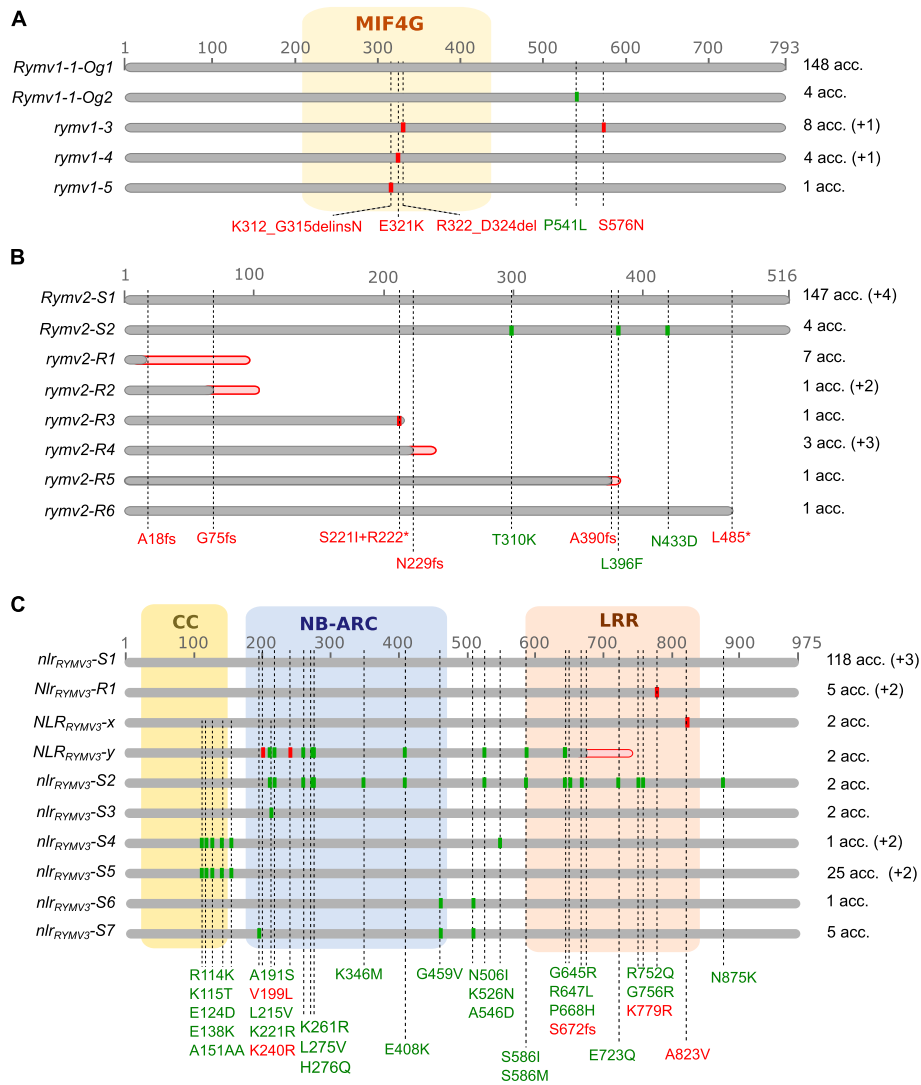 A
MIF4G
1 100 200 300 400 500 600 700 793
Rymv1-1-Og1 148 acc.
Rymv1-1-Og2 4 acc.
rymv1-3 8 acc. (+1)
rymv1-4 4 acc. (+1)
rymv1-5 1 acc.
K312_G315delinsN E321K R322_D324del P541L S576N
B
1 100 200 300 400 516
Rymv2-S1 147 acc. (+4)
Rymv2-S2 4 acc.
rymv2-R1 7 acc.
rymv2-R2 1 acc. (+2)
rymv2-R3 1 acc.
rymv2-R4 3 acc. (+3)
rymv2-R5 1 acc.
rymv2-R6 1 acc.
A18fs G75fs S221I+R222* T310K A390fs N433D L485*
N229fs L396F
C
CC NB-ARC LRR
1 100 200 300 400 500 600 700 800 900 975
nlrRYMV3-S1 118 acc. (+3)
NlrRYMV3-R1 5 acc. (+2)
NLRRYMV3-x 2 acc.
NLRRYMV3-y 2 acc.
nlrRYMV3-S2 2 acc.
nlrRYMV3-S3 2 acc.
nlrRYMV3-S4 1 acc. (+2)
nlrRYMV3-S5 25 acc. (+2)
nlrRYMV3-S6 1 acc.
nlrRYMV3-S7 5 acc.
R114K A191S K346M G459V N506I G645R R752Q N875K
K115T V199L K526N R647L G756R
E124D L215V A546D P668H K779R
E138K K221R S672fs
A151AA K240R
K261R
L275V
H276Q
E408K
S586I
S586M
E723Q
A823V